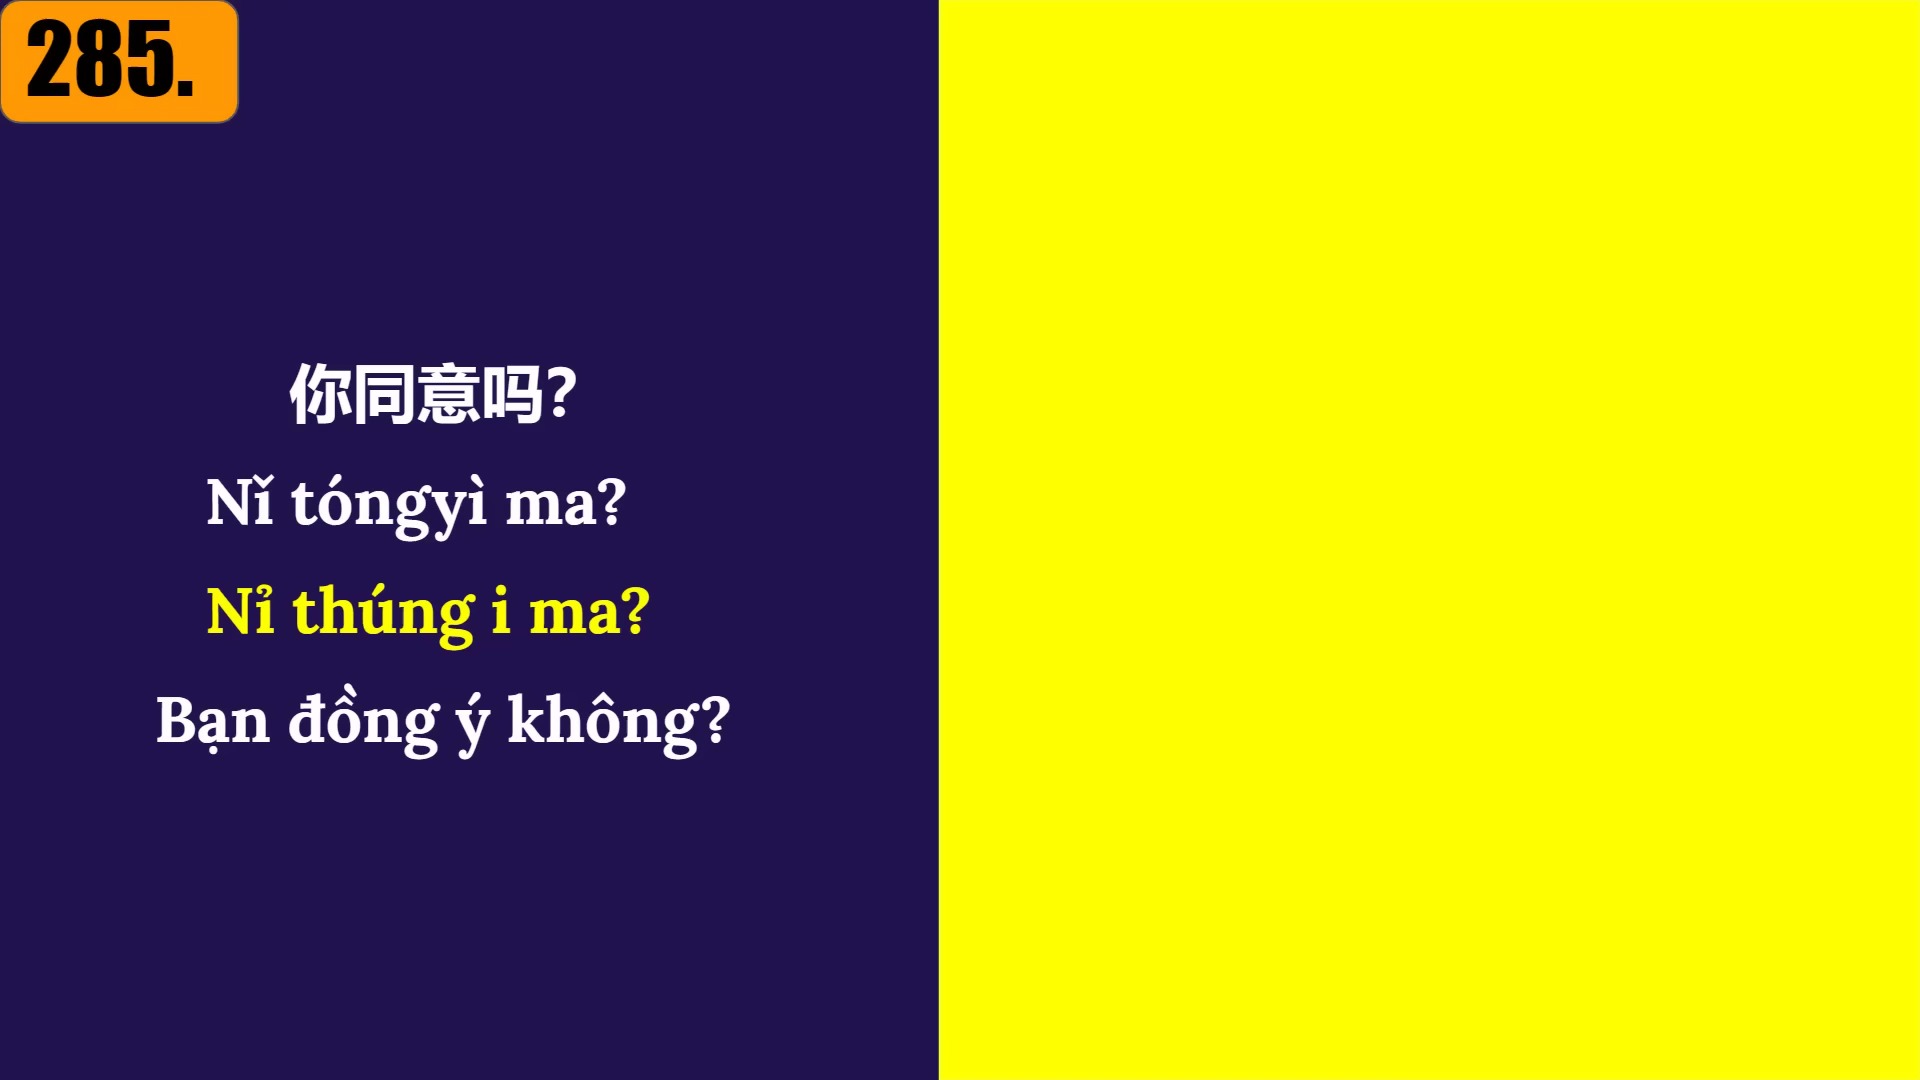 285.
你同意吗?
Nǐ tóngyì ma?
Nỉ thúng i ma?
Bạn đồng ý không?